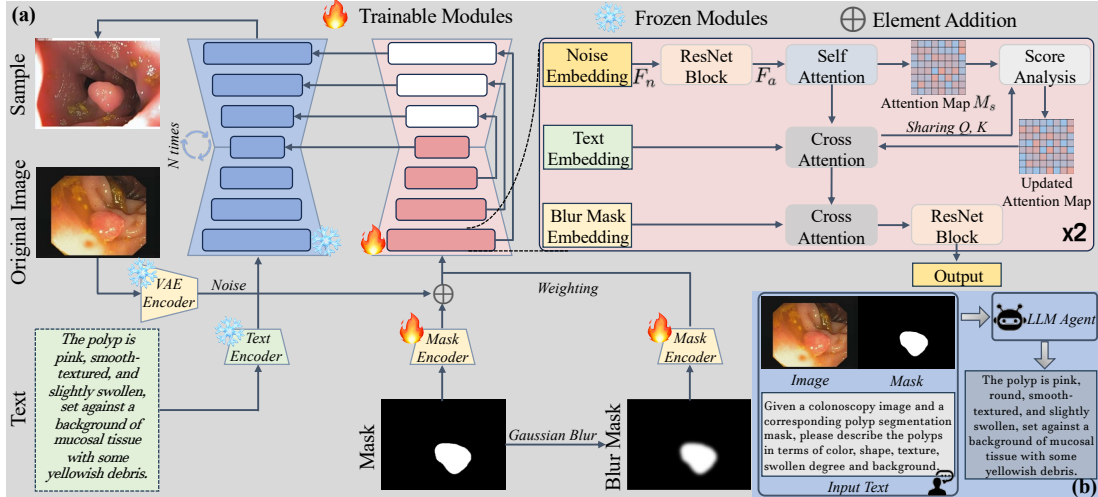 (a)
Trainable Modules
Frozen Modules
Element Addition
Sample
Original Image
Text
N times
Noise
Embedding
F_n
ResNet
Block
F_a
Self
Attention
Attention Map M_s
Score
Analysis
Sharing Q, K
Text
Embedding
Cross
Attention
Updated
Attention Map
Blur Mask
Embedding
Cross
Attention
ResNet
Block
x2
Output
VAE
Encoder
Noise
Weighting
Text
Encoder
Mask
Encoder
Mask
Encoder
The polyp is
pink, smooth-
textured, and
slightly swollen,
set against a
background of
mucosal tissue
with some
yellowish debris.
Mask
Gaussian Blur
Blur Mask
Image
Mask
LLM Agent
Given a colonoscopy image and a
corresponding polyp segmentation
mask, please describe the polyps
in terms of color, shape, texture,
swollen degree and background.
Input Text
The polyp is pink,
round, smooth-
textured, and slightly
swollen, set against a
background of mucosal
tissue with some
yellowish debris.
(b)